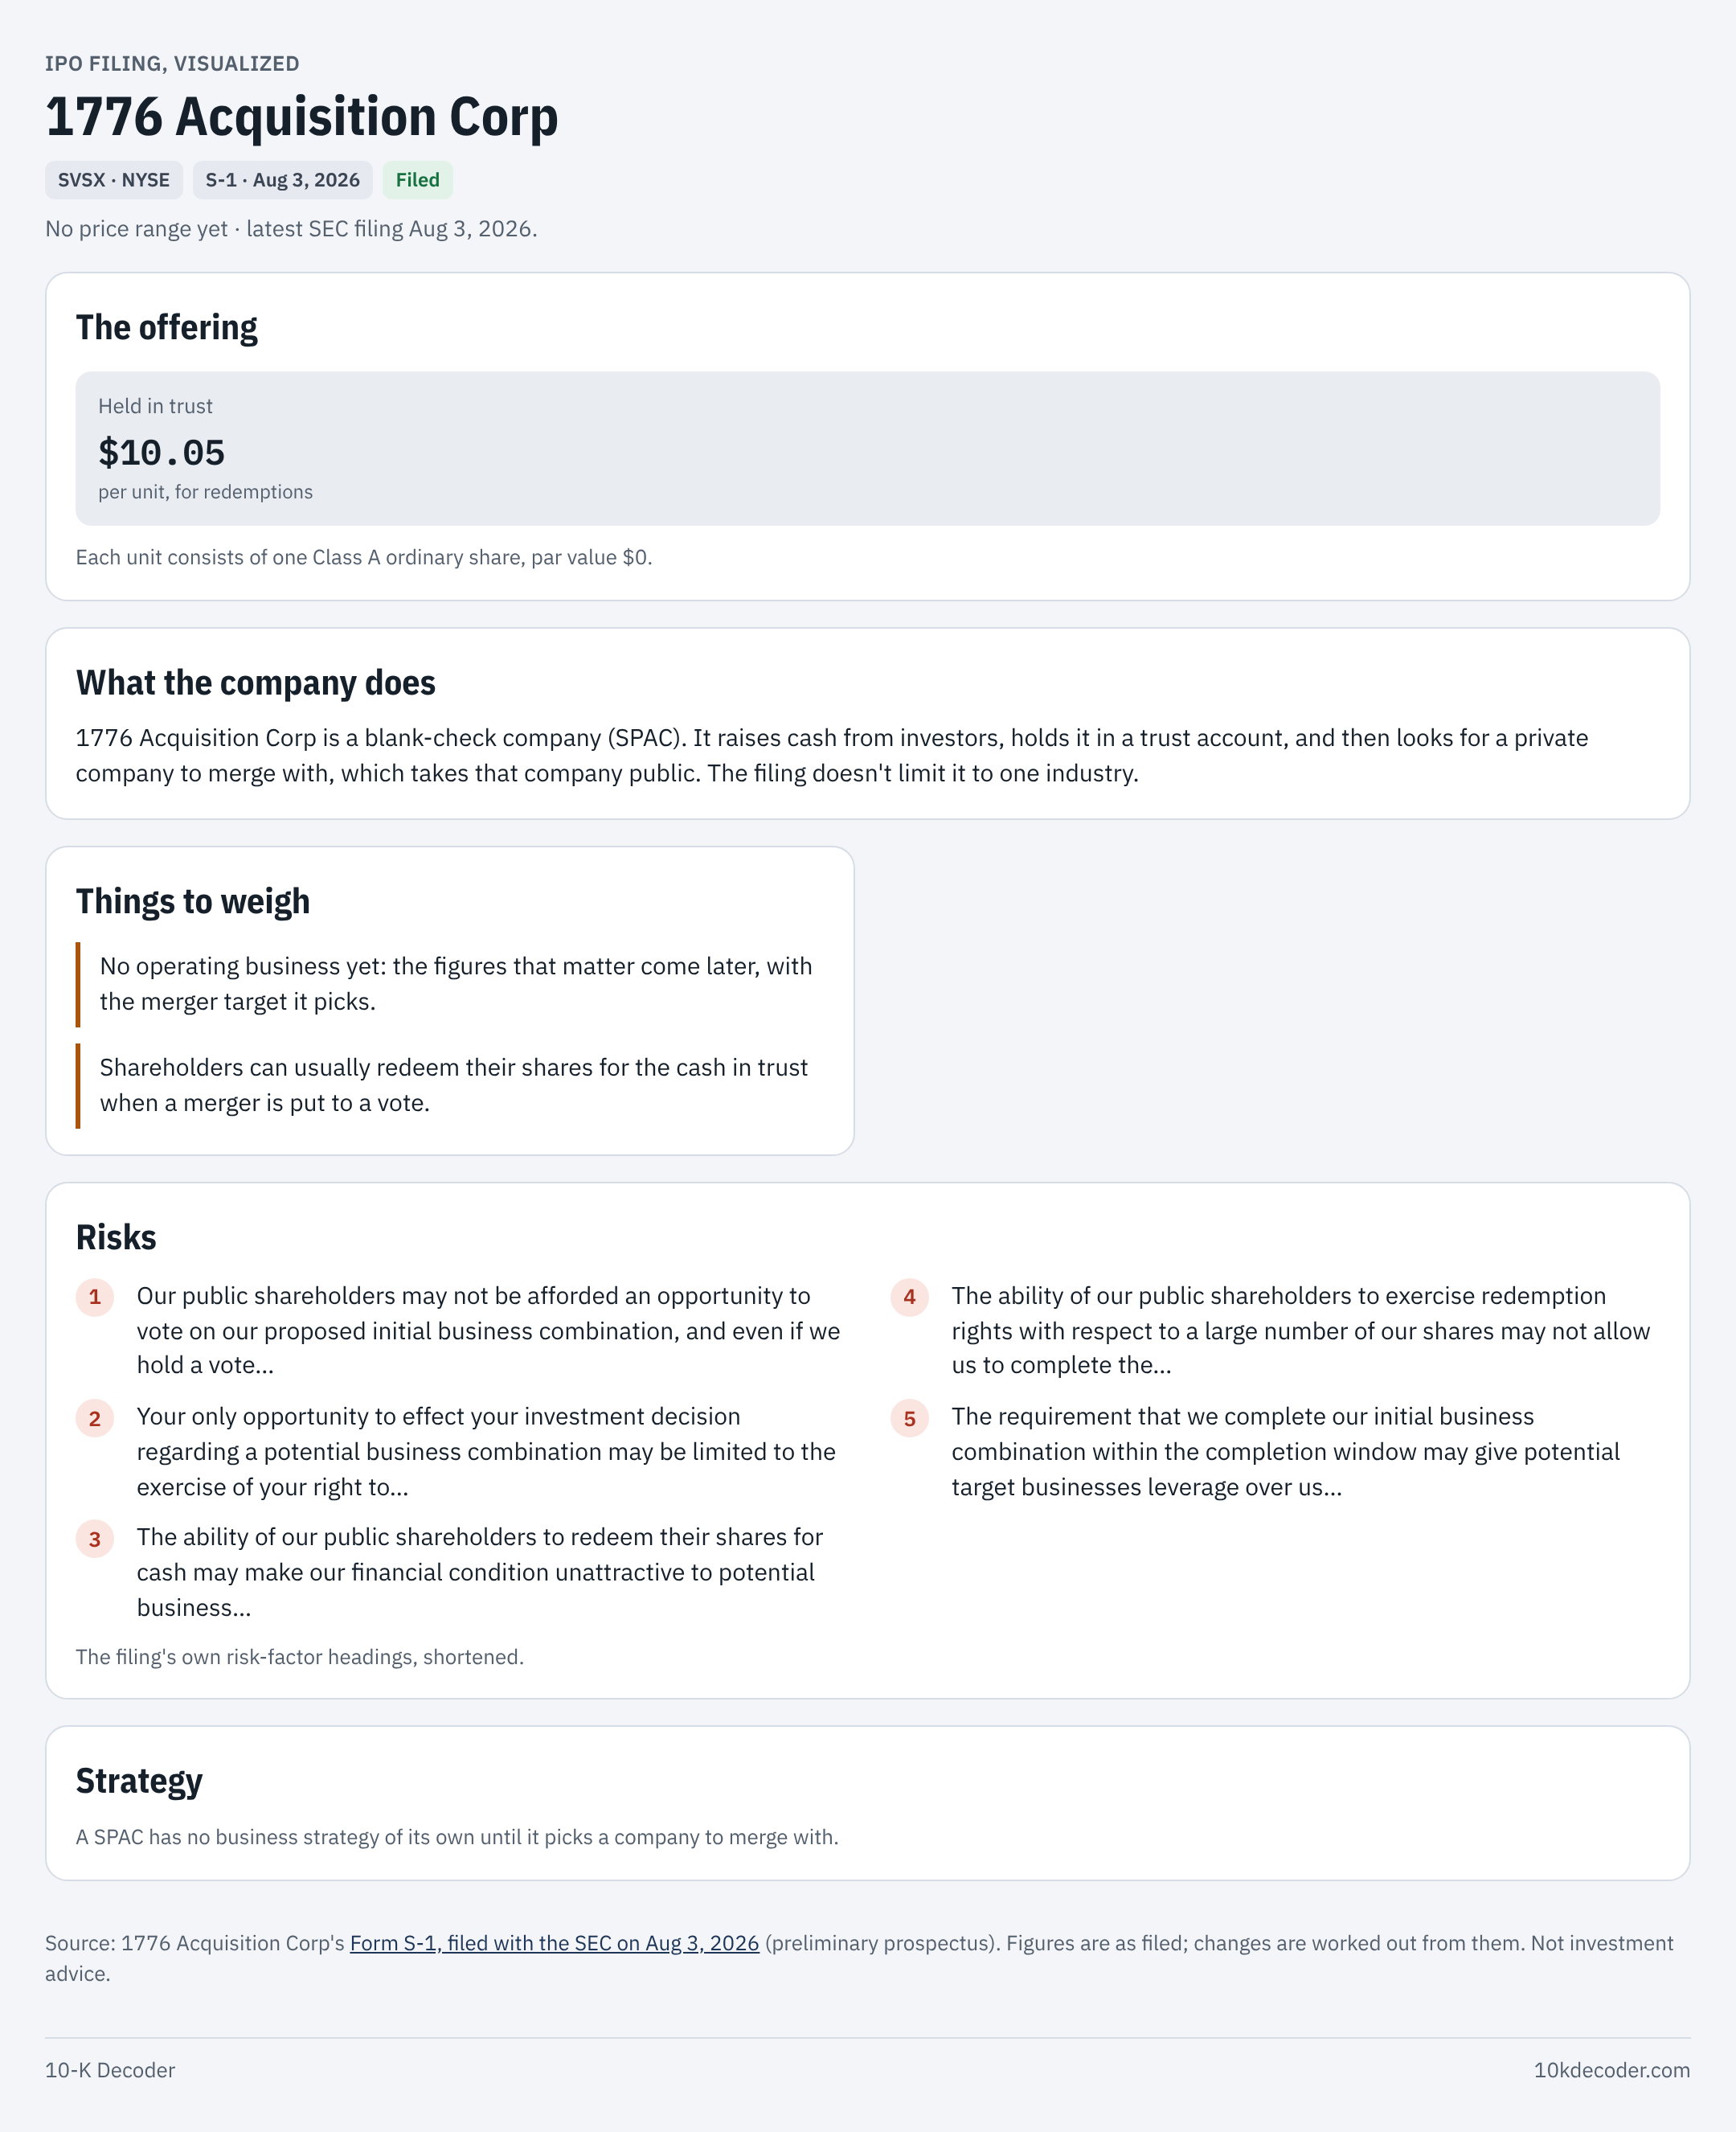 IPO FILING, VISUALIZED
1776 Acquisition Corp
SVSX · NYSE
S-1 · Aug 3, 2026
Filed
No price range yet · latest SEC filing Aug 3, 2026.
The offering
Held in trust
$10.05
per unit, for redemptions
Each unit consists of one Class A ordinary share, par value $0.
What the company does
1776 Acquisition Corp is a blank-check company (SPAC). It raises cash from investors, holds it in a trust account, and then looks for a private
company to merge with, which takes that company public. The filing doesn't limit it to one industry.
Things to weigh
No operating business yet: the figures that matter come later, with
the merger target it picks.
Shareholders can usually redeem their shares for the cash in trust
when a merger is put to a vote.
Risks
1 Our public shareholders may not be afforded an opportunity to
vote on our proposed initial business combination, and even if we
hold a vote...
2 Your only opportunity to effect your investment decision
regarding a potential business combination may be limited to the
exercise of your right to...
3 The ability of our public shareholders to redeem their shares for
cash may make our financial condition unattractive to potential
business...
4 The ability of our public shareholders to exercise redemption
rights with respect to a large number of our shares may not allow
us to complete the...
5 The requirement that we complete our initial business
combination within the completion window may give potential
target businesses leverage over us...
The filing's own risk-factor headings, shortened.
Strategy
A SPAC has no business strategy of its own until it picks a company to merge with.
Source: 1776 Acquisition Corp's Form S-1, filed with the SEC on Aug 3, 2026 (preliminary prospectus). Figures are as filed; changes are worked out from them. Not investment
advice.
10-K Decoder
10kdecoder.com